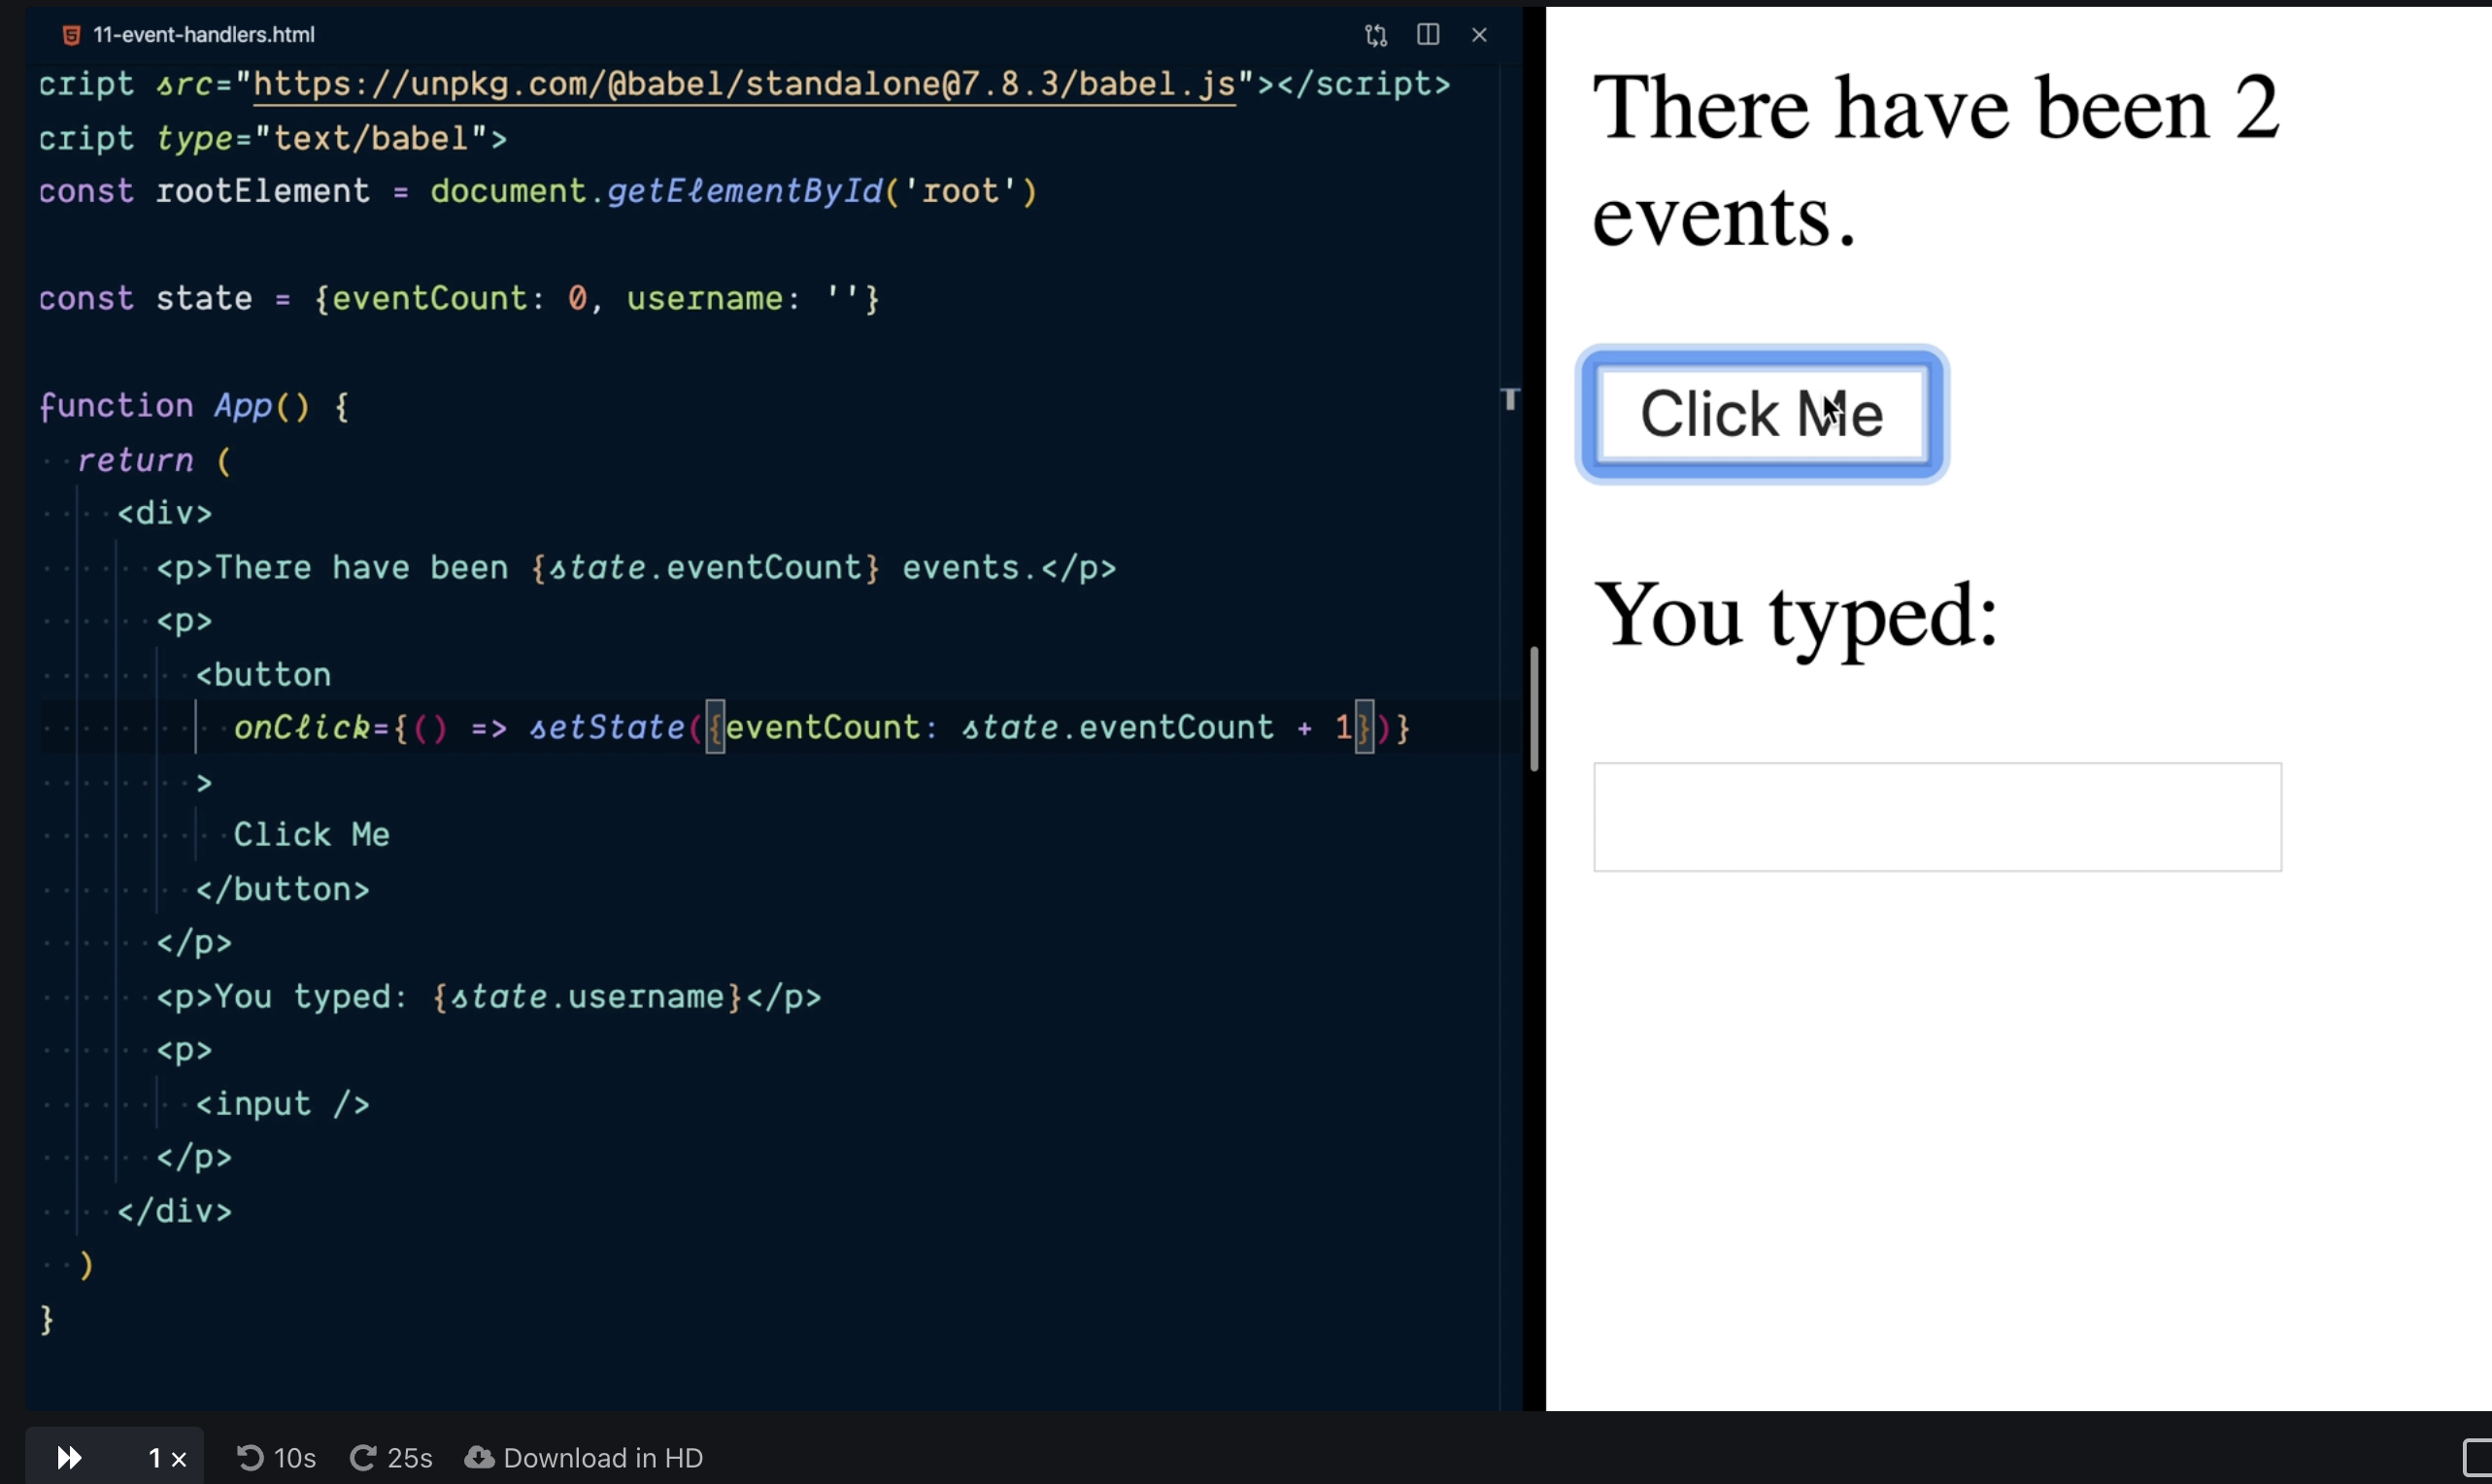 11-event-handlers.html
cript src="https://unpkg.com/@babel/standalone@7.8.3/babel.js"></script>
cript type="text/babel">
const rootElement = document.getElementById('root')
const state = {eventCount: 0, username: ''}
function App() {
return (
<div>
<p>There have been {state.eventCount} events.</p>
<p>
<button
onClick={() => setState({eventCount: state.eventCount + 1})}
>
Click Me
</button>
</p>
<p>You typed: {state.username}</p>
<p>
<input />
</p>
</div>
)
}
There have been 2
events.
Click Me
You typed:
1 ×
10s
25s
Download in HD